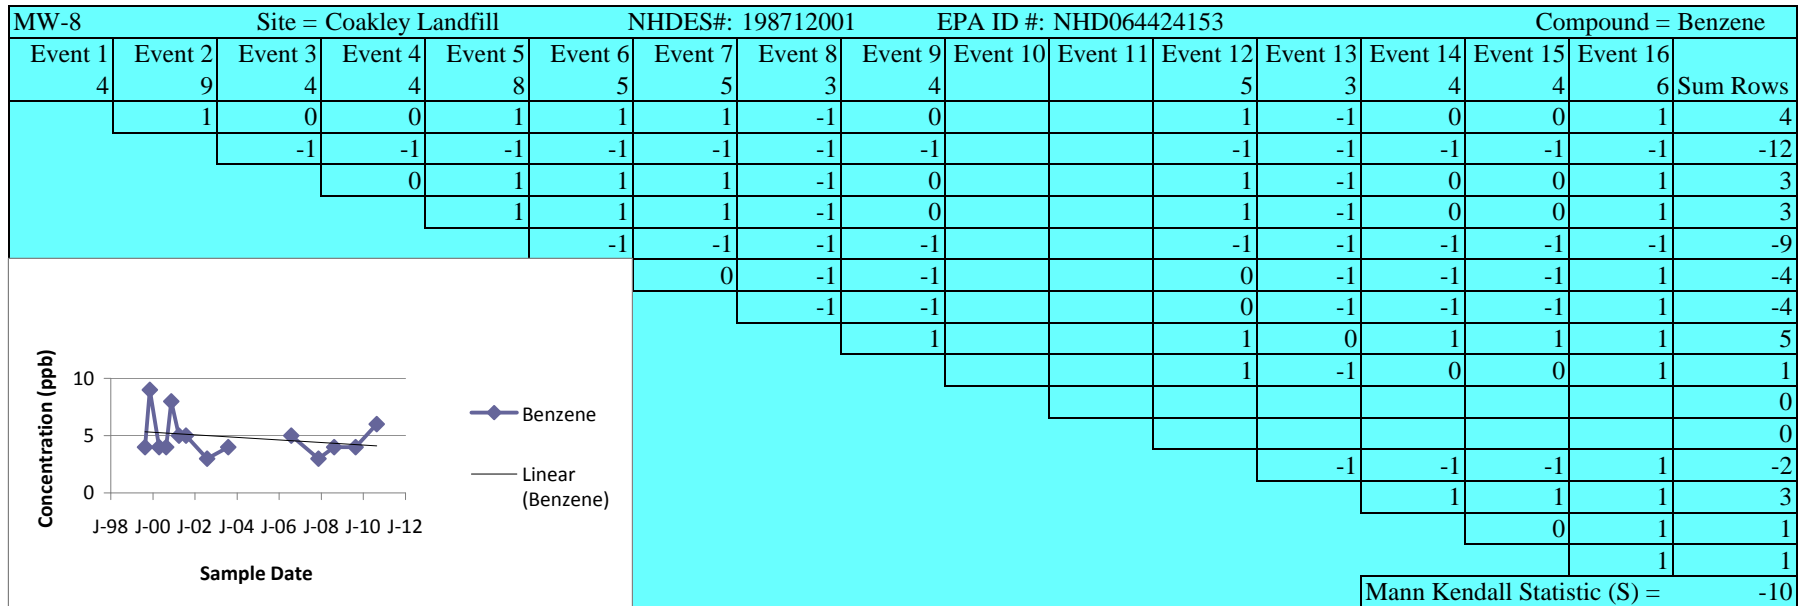 MW-8 Site = Coakley Landfill NHDES#: 198712001 EPA ID #: NHD064424153 Compound = Benzene
Event 1 Event 2 Event 3 Event 4 Event 5 Event 6 Event 7 Event 8 Event 9 Event 10 Event 11 Event 12 Event 13 Event 14 Event 15 Event 16
4 9 4 4 8 5 5 3 4 5 3 4 4 6 Sum Rows
1 0 0 1 1 1 -1 0 1 -1 0 0 1 4
-1 -1 -1 -1 -1 -1 -1 -1 -1 -1 -1 -1 -12
0 1 1 1 -1 0 1 -1 0 0 1 3
1 1 1 -1 0 1 -1 0 0 1 3
-1 -1 -1 -1 -1 -1 -1 -1 -1 -9
0 -1 -1 0 -1 -1 -1 1 -4
-1 -1 0 -1 -1 -1 1 -4
1 1 0 1 1 1 5
1 -1 0 0 1 1
0
0
-1 -1 -1 1 -2
1 1 1 3
0 1 1
1 1
Mann Kendall Statistic (S) = -10
Concentration (ppb)
10
5
0
J-98 J-00 J-02 J-04 J-06 J-08 J-10 J-12
Sample Date
Benzene
Linear
(Benzene)